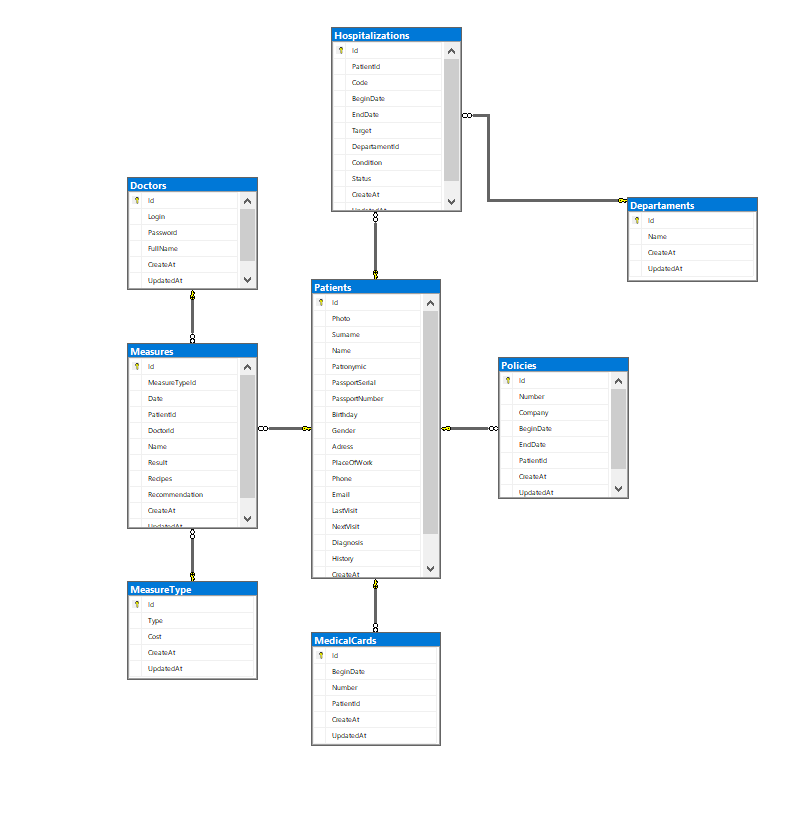 Hospitalizations
Id
PatientId
Code
BeginDate
EndDate
Target
DepartamentId
Condition
Status
CreateAt
UpdatedAt
Doctors
Id
Login
Password
FullName
CreateAt
UpdatedAt
Departaments
Id
Name
CreateAt
UpdatedAt
Patients
Id
Photo
Surname
Name
Patronymic
PassportSerial
PassportNumber
Birthday
Gender
Adress
PlaceOfWork
Phone
Email
LastVisit
NextVisit
Diagnosis
History
CreateAt
Measures
Id
MeasureTypeId
Date
PatientId
DoctorId
Name
Result
Recipes
Recommendation
CreateAt
UpdatedAt
Policies
Id
Number
Company
BeginDate
EndDate
PatientId
CreateAt
UpdatedAt
MeasureType
Id
Type
Cost
CreateAt
UpdatedAt
MedicalCards
Id
BeginDate
Number
PatientId
CreateAt
UpdatedAt